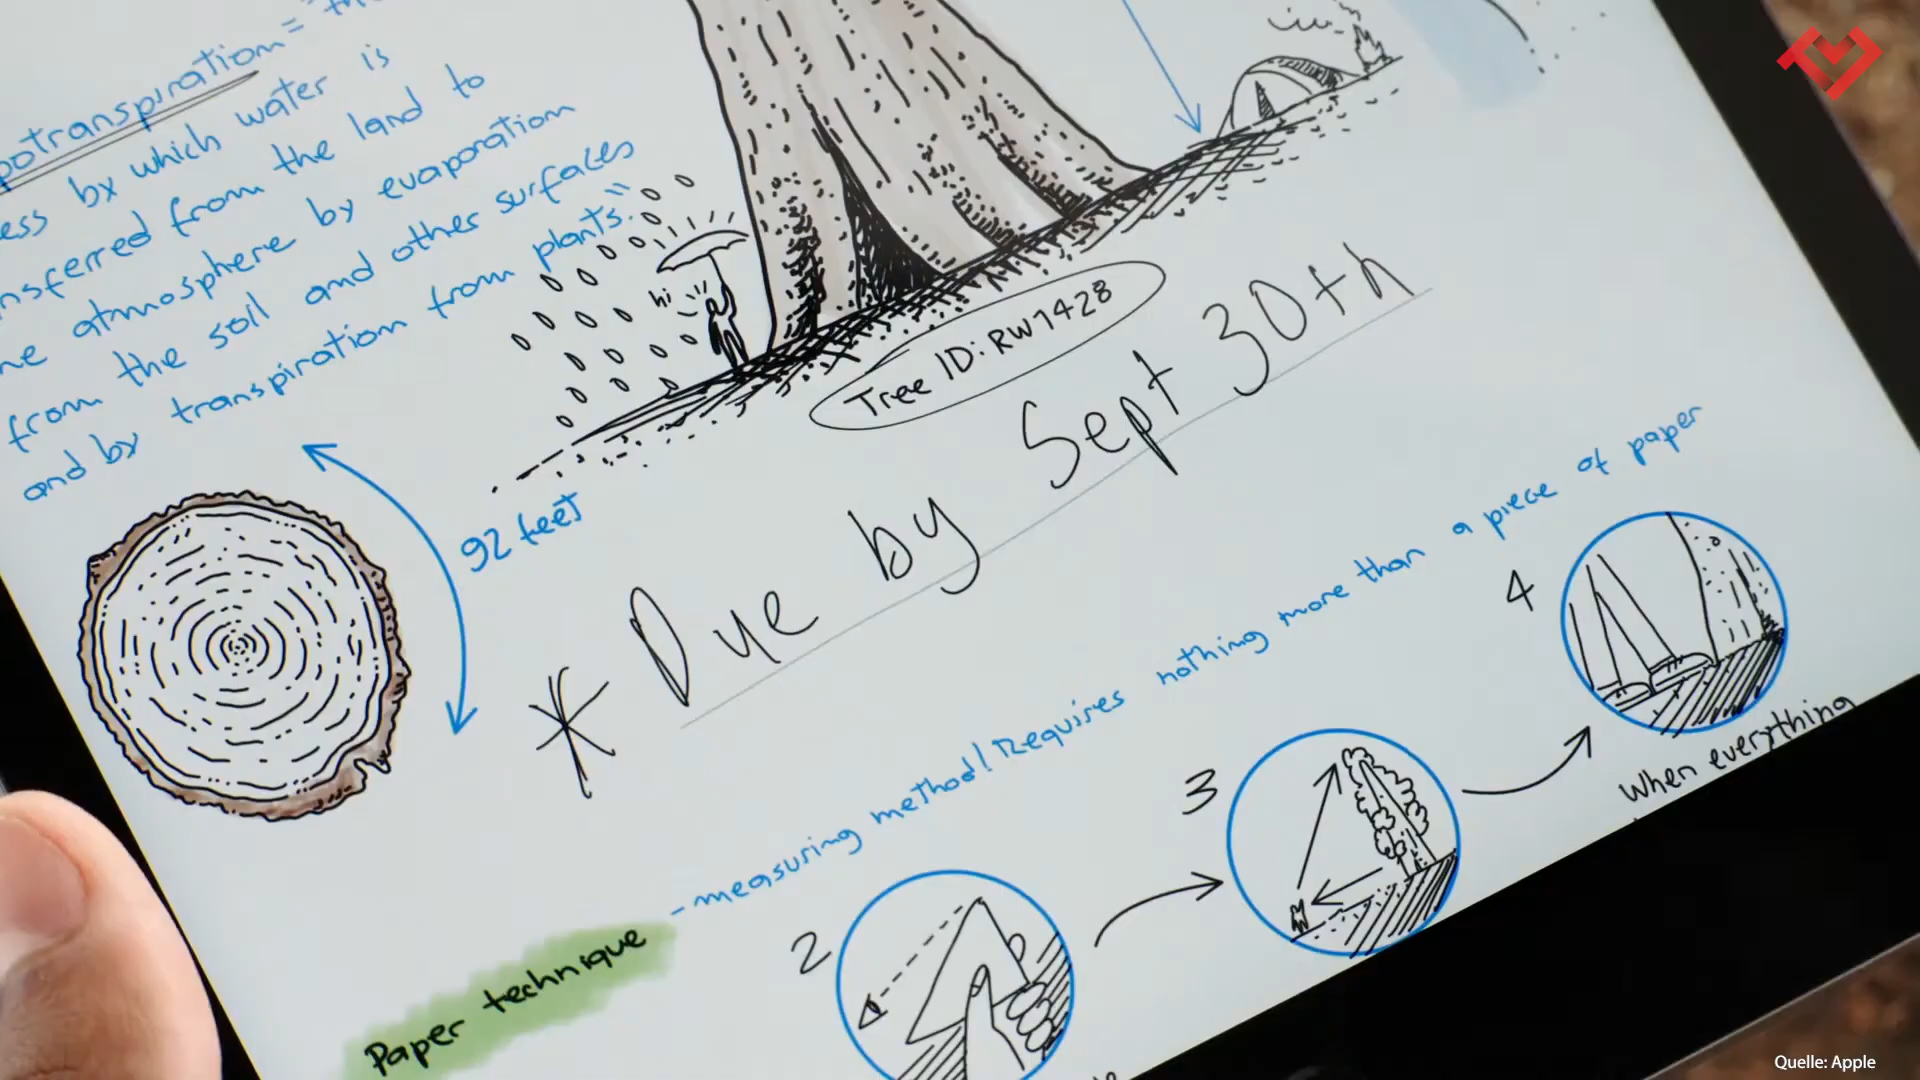 potranspiration =
ess by which water is
nsferred from the land to
he atmosphere by evaporation
from the soil and other surfaces
and by transpiration from plants."
hi
Tree ID: RW1428
92 feet
* Due by Sept 30th
Paper technique
- measuring method! Requires nothing more than a piece of paper
2
3
4
When everything
Quelle: Apple